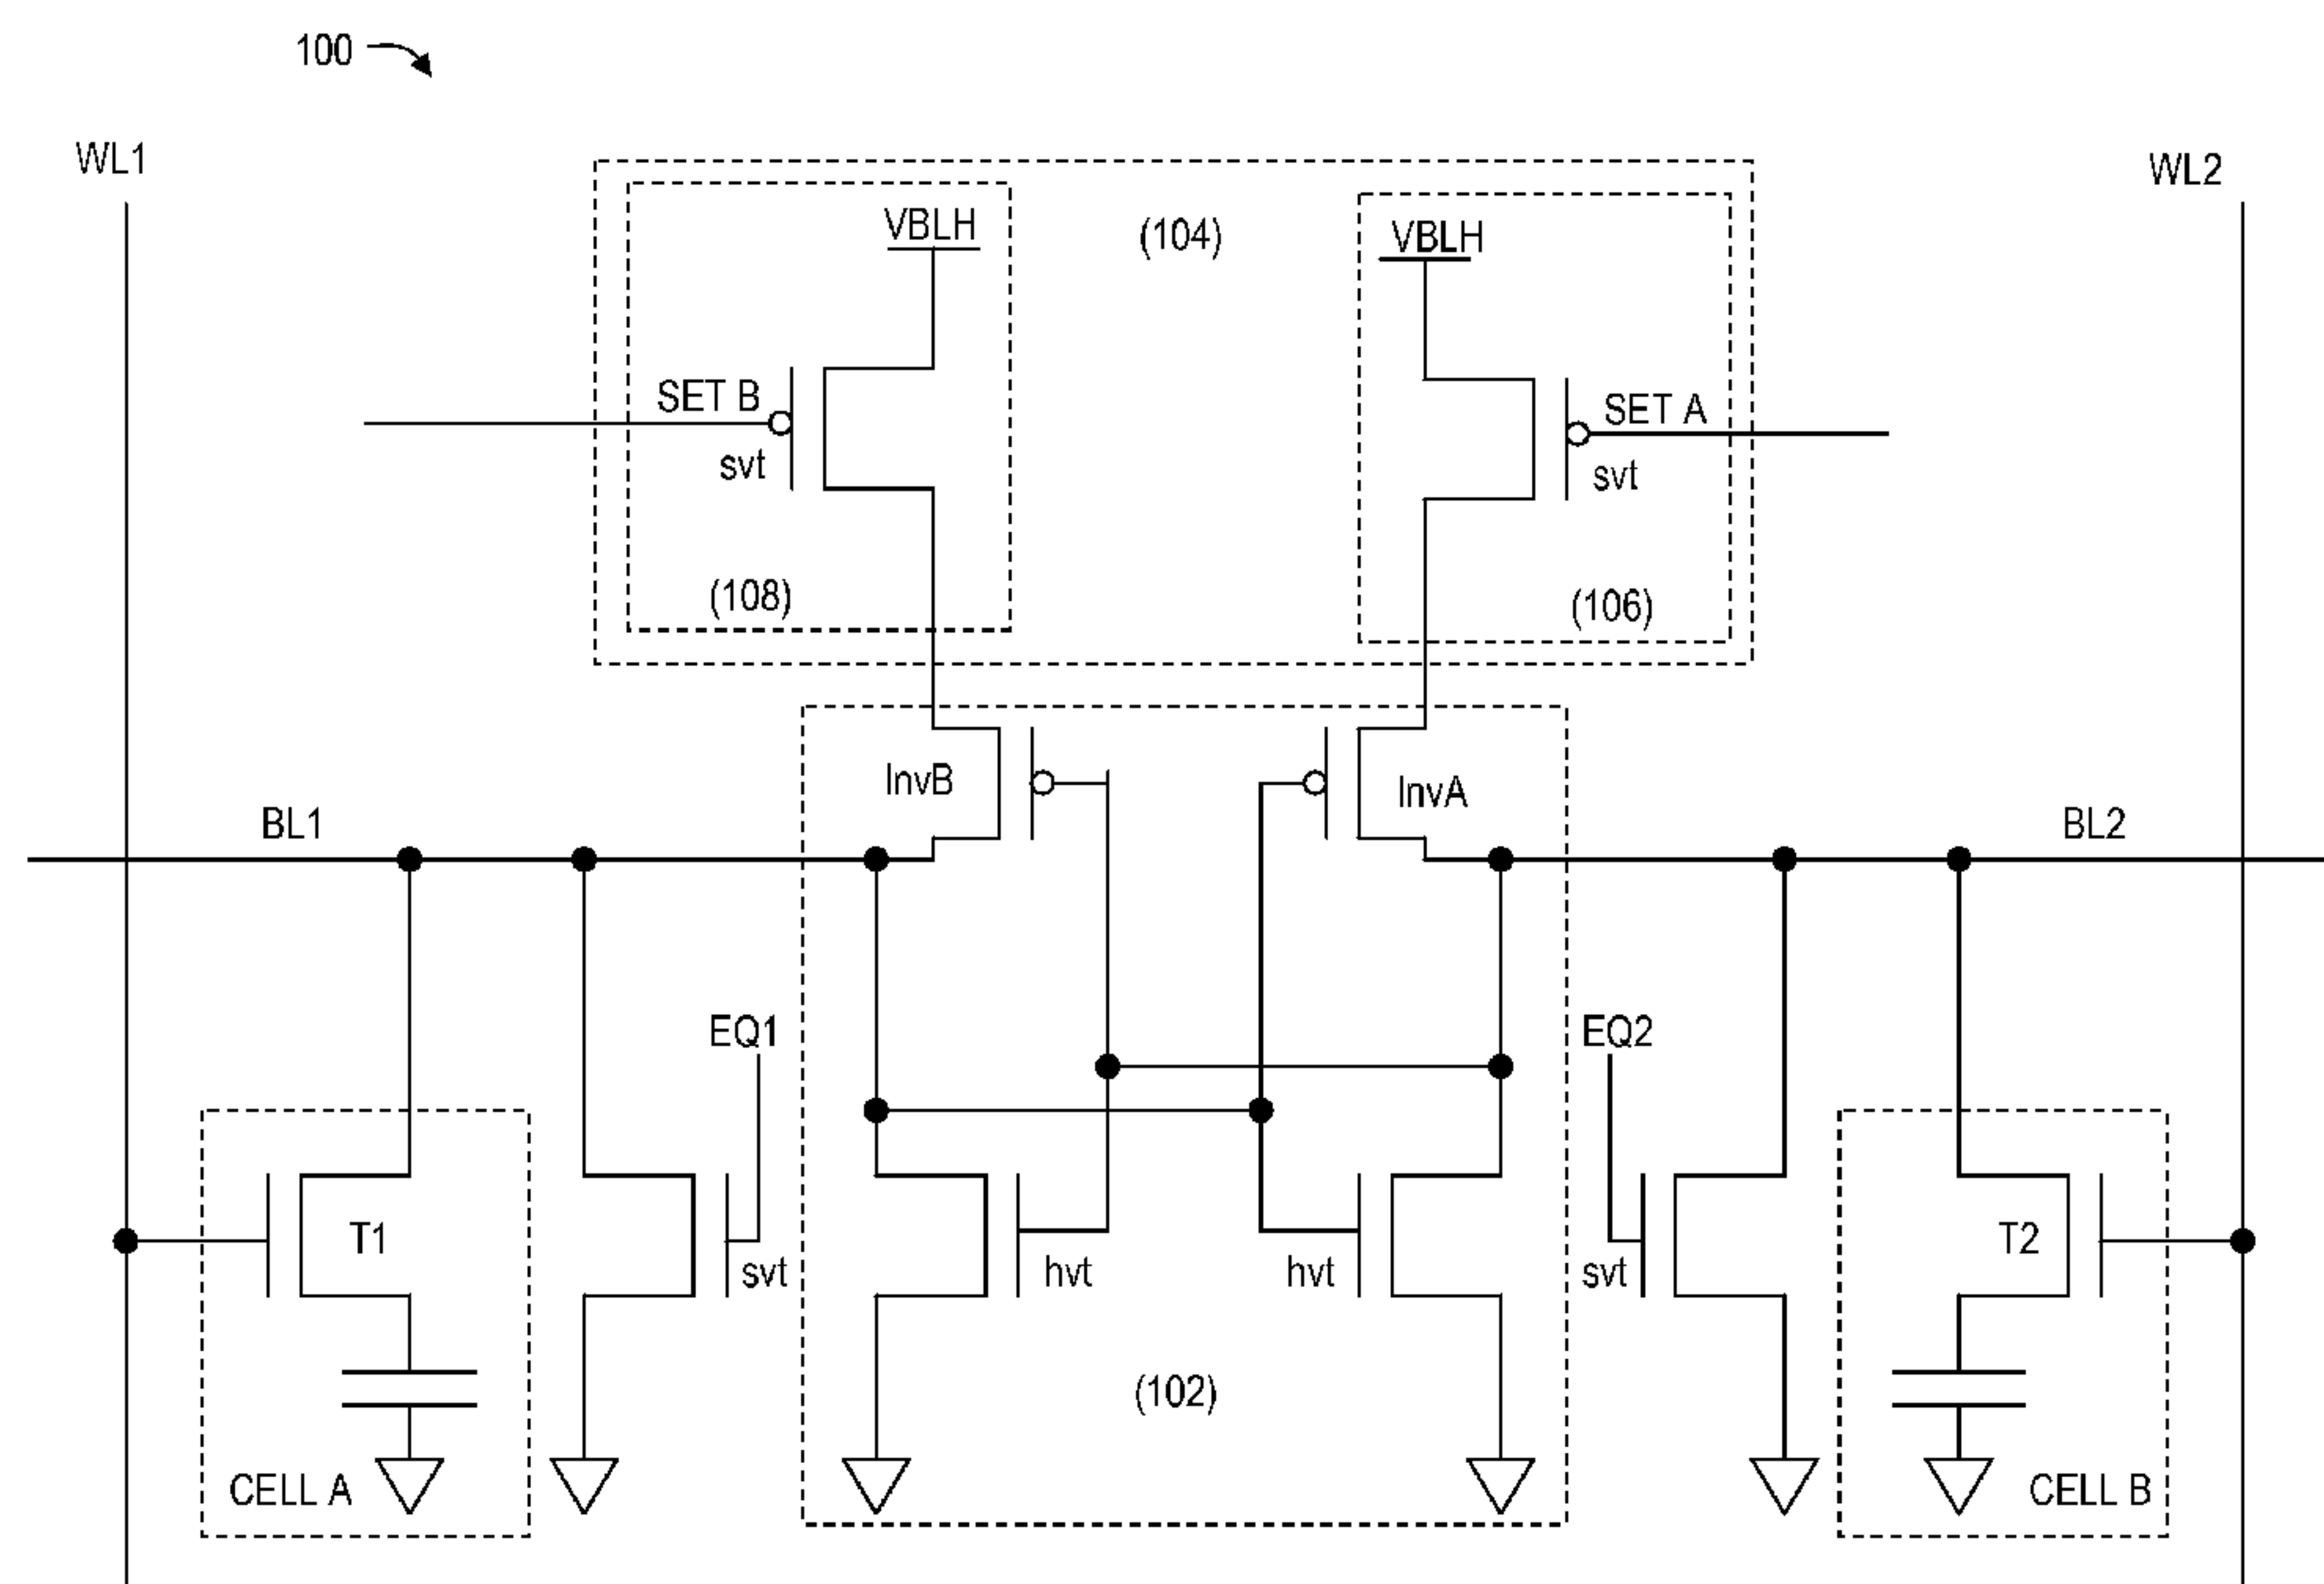 100
WL1
WL2
VBLH
(104)
VBLH
SET B
svt
SET A
svt
(108)
(106)
InvB
InvA
BL1
BL2
EQ1
EQ2
T1
svt
hvt
hvt
svt
T2
(102)
CELL A
CELL B